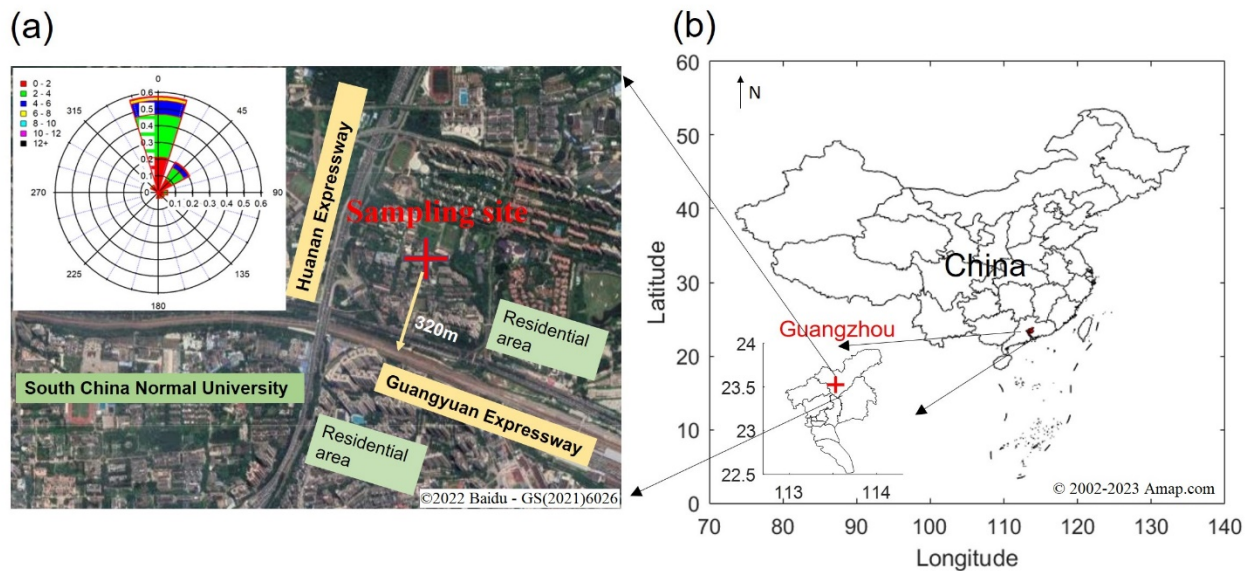 (a)
0 - 2
2 - 4
4 - 6
6 - 8
8 - 10
10 - 12
12+
0
45
90
135
180
225
270
315
0.6
0.5
0.4
0.3
0.2
0.1
0
0.1 0.2 0.3 0.4 0.5 0.6
Huanan Expressway
Sampling site
320m
Residential
area
South China Normal University
Guangyuan Expressway
Residential
area
©2022 Baidu - GS(2021)6026
(b)
60
50
40
30
20
10
0
Latitude
N
China
Guangzhou
24
23.5
23
22.5
113 114
© 2002-2023 Amap.com
70 80 90 100 110 120 130 140
Longitude